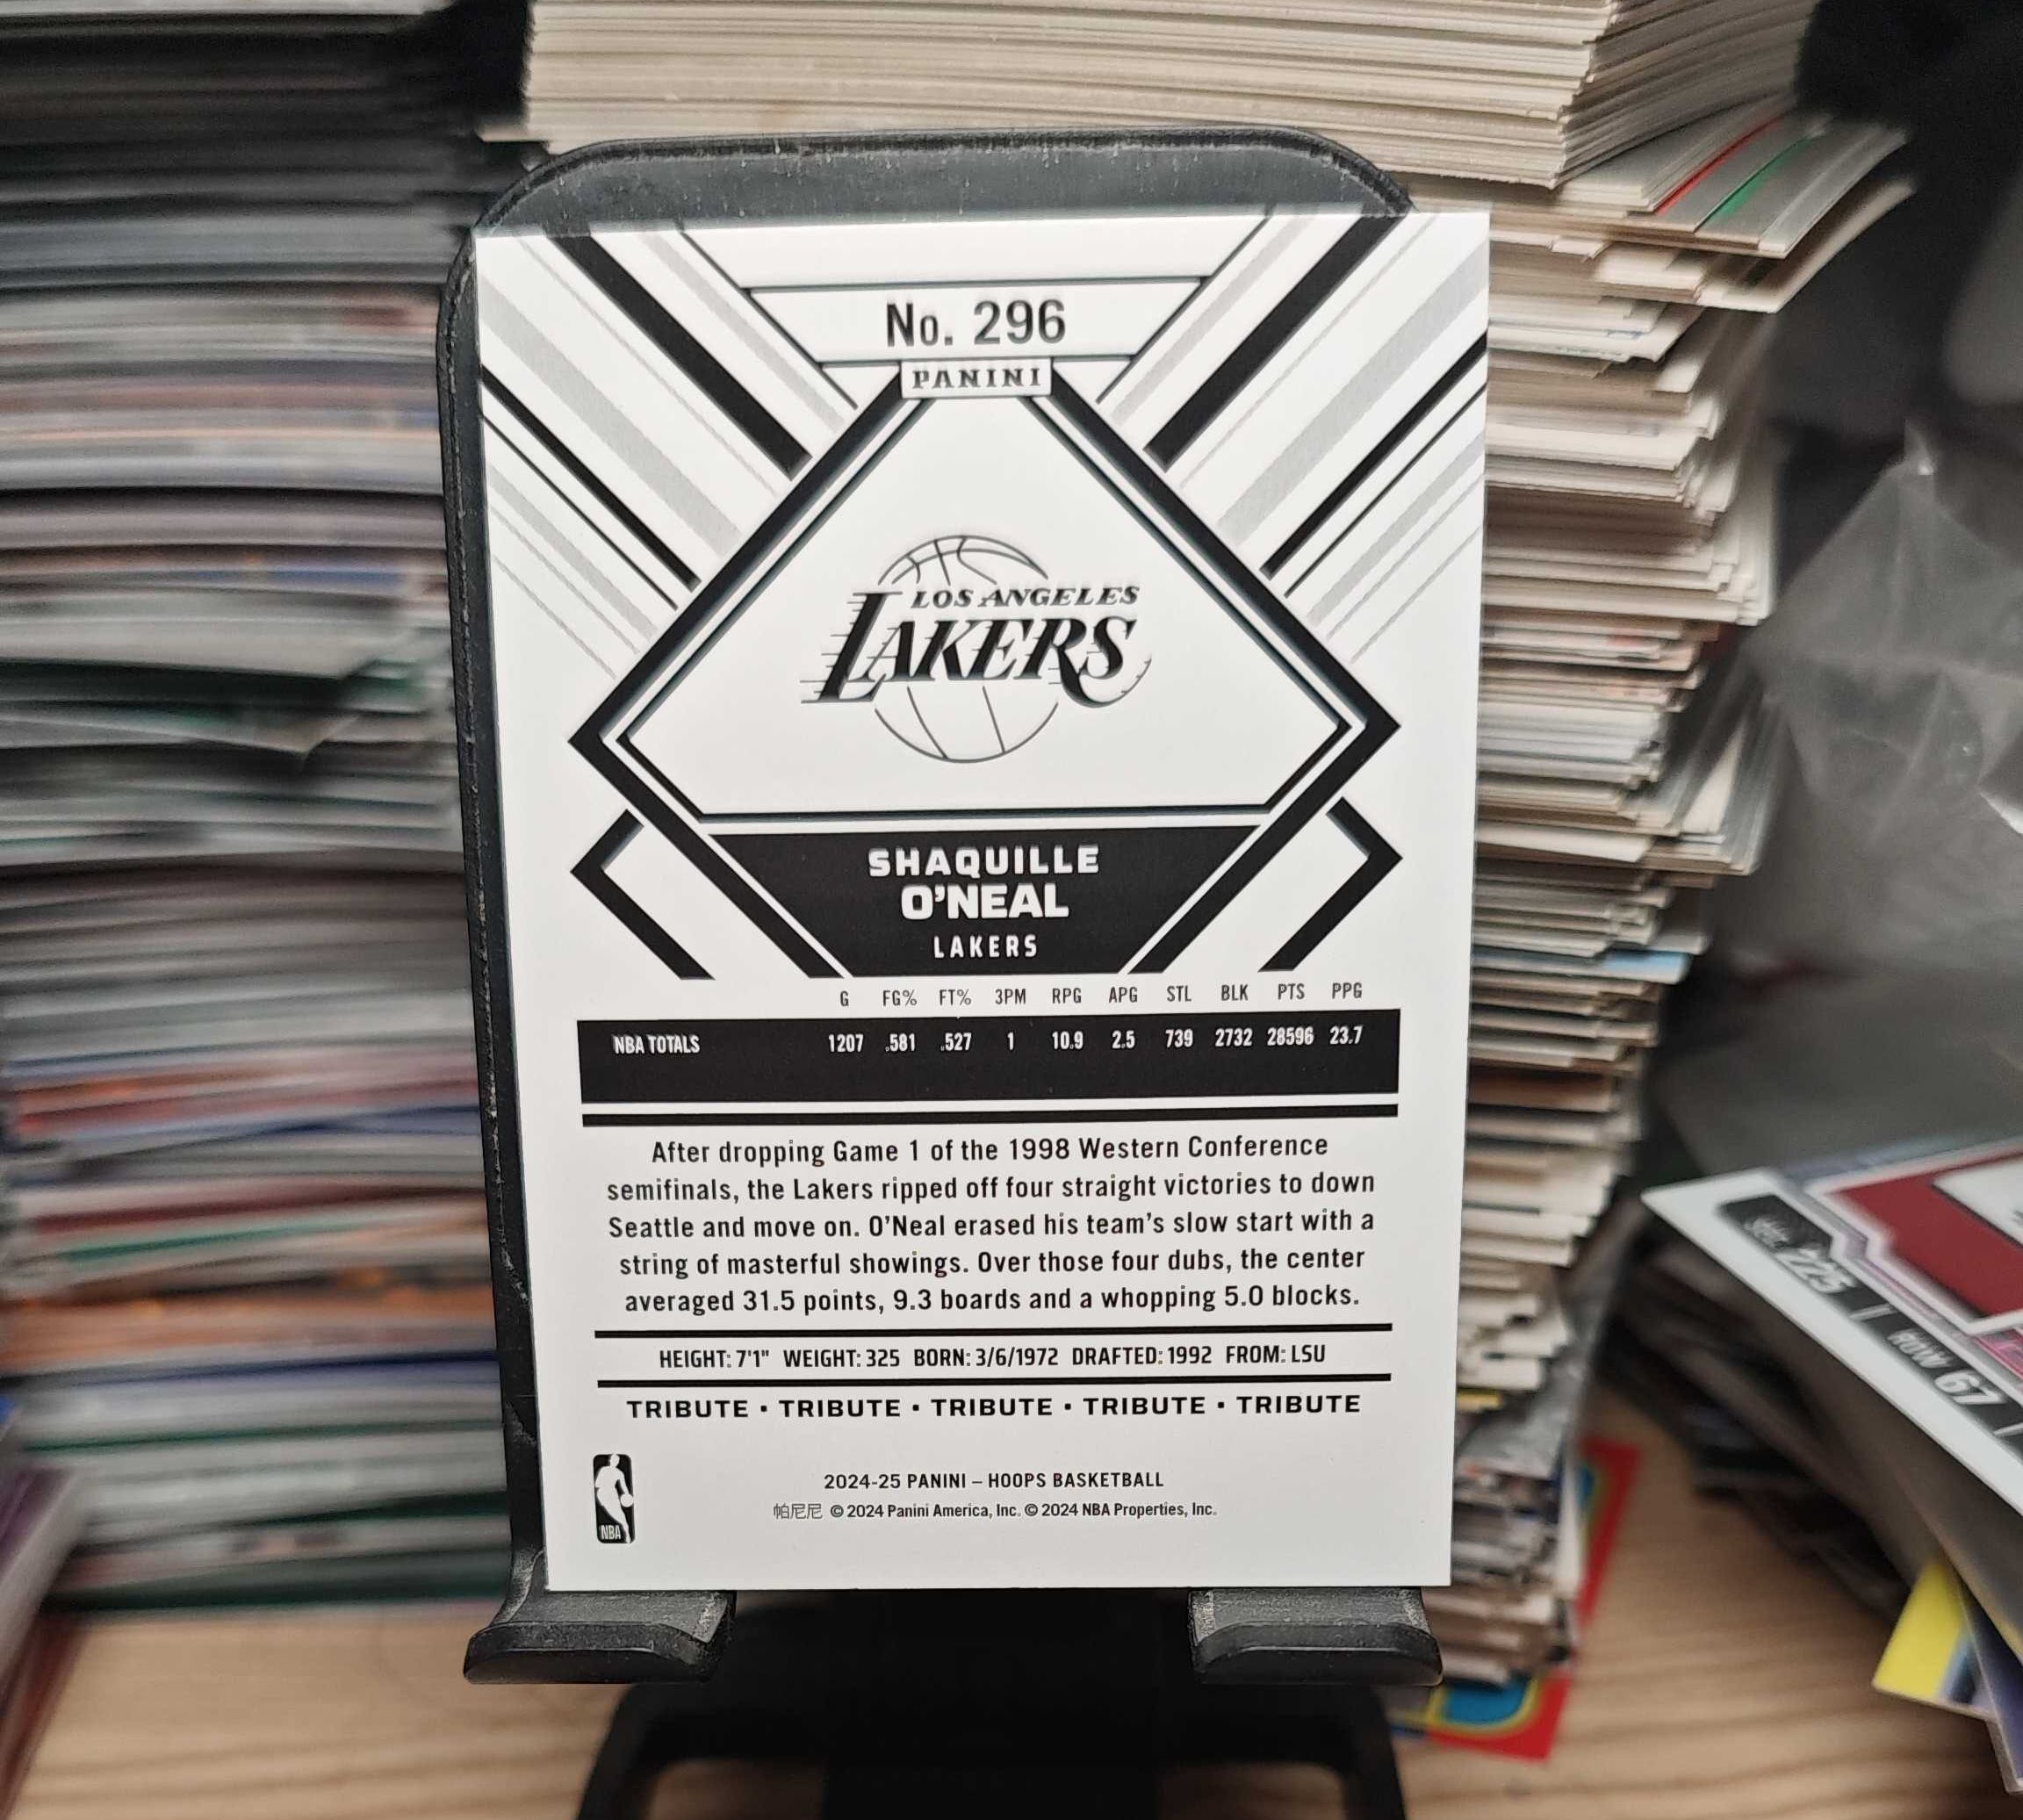 No. 296
PANINI
LOS ANGELES
LAKERS
SHAQUILLE
O'NEAL
LAKERS
G FG% FT% 3PM RPG APG STL BLK PTS PPG
NBA TOTALS 1207 .581 .527 1 10.9 2.5 739 2732 28596 23.7
After dropping Game 1 of the 1998 Western Conference
semifinals, the Lakers ripped off four straight victories to down
Seattle and move on. O'Neal erased his team's slow start with a
string of masterful showings. Over those four dubs, the center
averaged 31.5 points, 9.3 boards and a whopping 5.0 blocks.
HEIGHT: 7'1" WEIGHT: 325 BORN: 3/6/1972 DRAFTED: 1992 FROM: LSU
TRIBUTE • TRIBUTE • TRIBUTE • TRIBUTE • TRIBUTE
NBA
2024-25 PANINI – HOOPS BASKETBALL
帕尼尼 © 2024 Panini America, Inc. © 2024 NBA Properties, Inc.
No. 223 | ROW 67 |